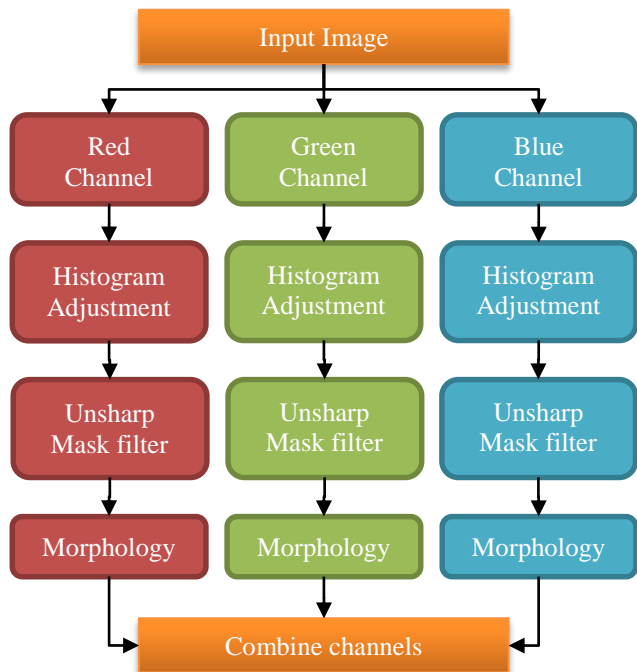 Input Image
Red
Channel
Green
Channel
Blue
Channel
Histogram
Adjustment
Histogram
Adjustment
Histogram
Adjustment
Unsharp
Mask filter
Unsharp
Mask filter
Unsharp
Mask filter
Morphology
Morphology
Morphology
Combine channels